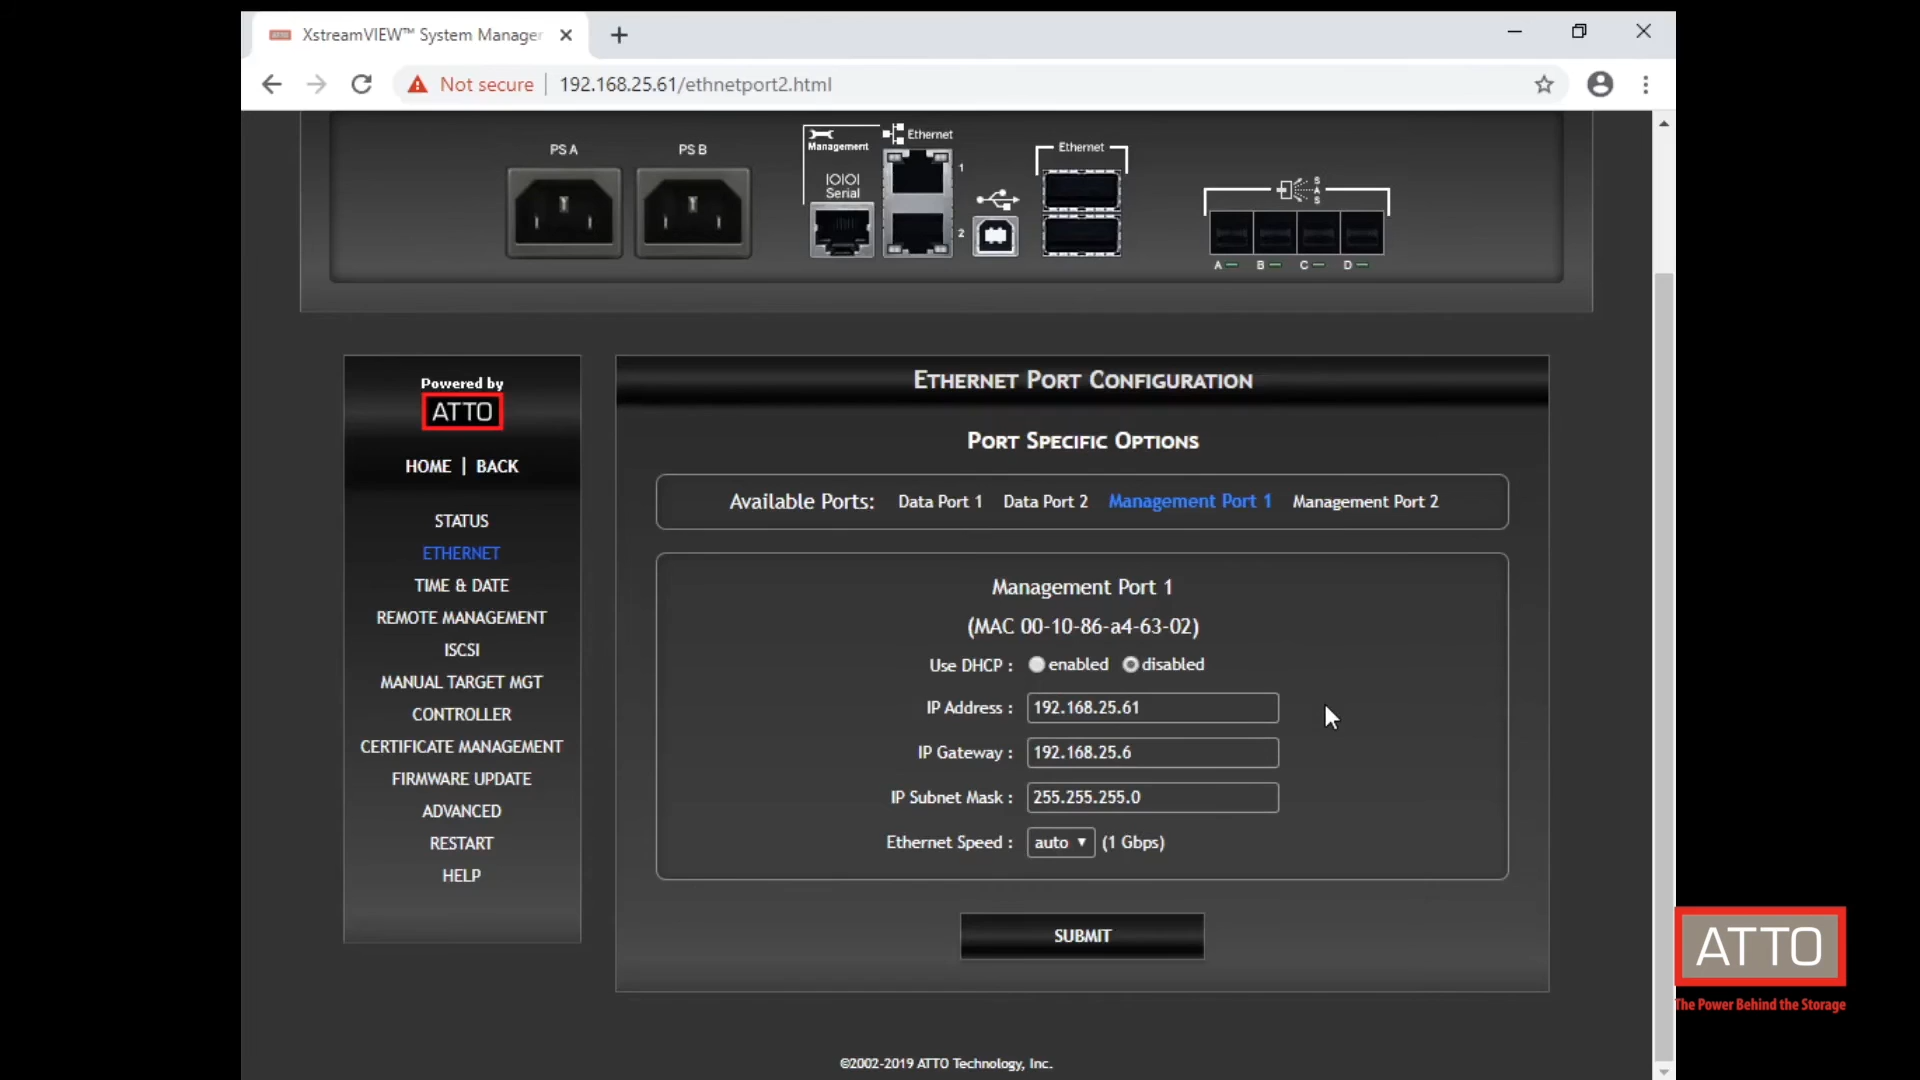 XstreamVIEW™ System Manager
Not secure
192.168.25.61/ethnetport2.html
PS A
PS B
Management
Ethernet
Serial
1
2
Ethernet
SAS
A
B
C
D
Powered by
ATTO
HOME | BACK
STATUS
ETHERNET
TIME & DATE
REMOTE MANAGEMENT
ISCSI
MANUAL TARGET MGT
CONTROLLER
CERTIFICATE MANAGEMENT
FIRMWARE UPDATE
ADVANCED
RESTART
HELP
Ethernet Port Configuration
Port Specific Options
Available Ports: Data Port 1 Data Port 2 Management Port 1 Management Port 2
Management Port 1
(MAC 00-10-86-a4-63-02)
Use DHCP : enabled disabled
IP Address : 192.168.25.61
IP Gateway : 192.168.25.6
IP Subnet Mask : 255.255.255.0
Ethernet Speed : auto (1 Gbps)
SUBMIT
©2002-2019 ATTO Technology, Inc.
ATTO
The Power Behind the Storage